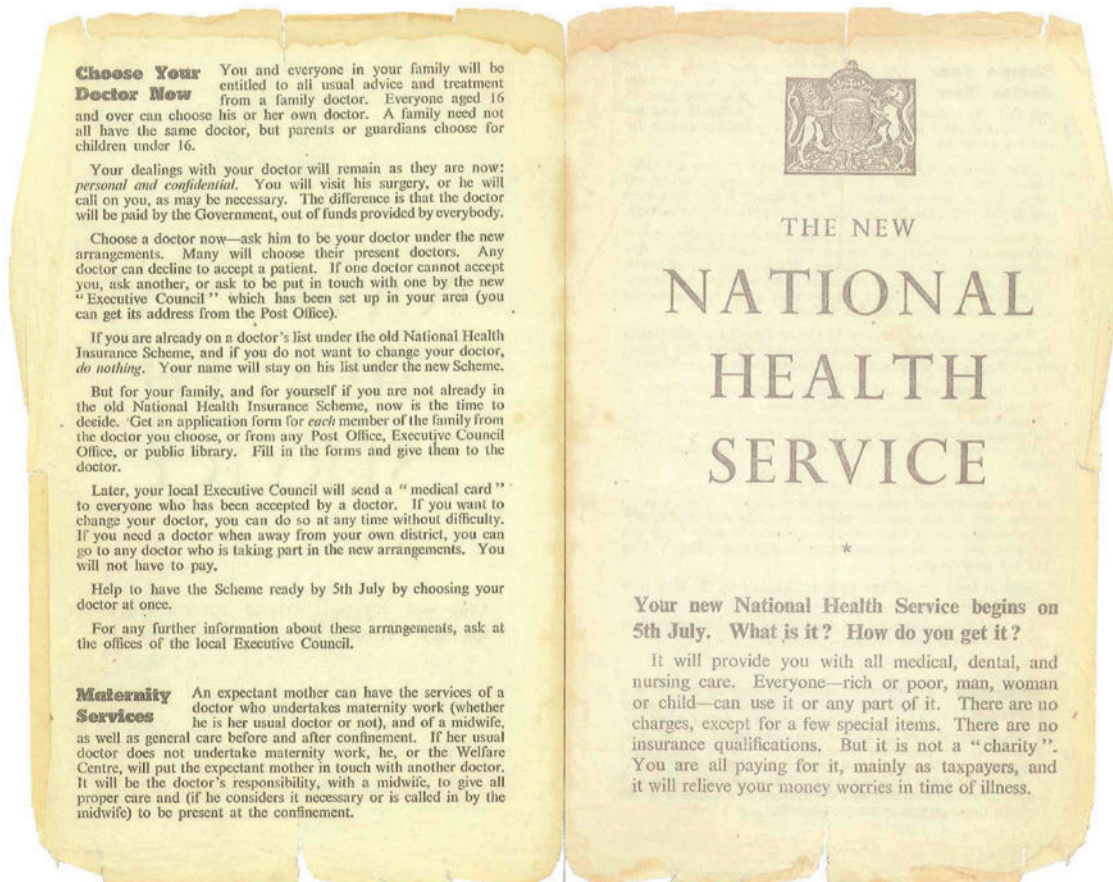 Choose Your Doctor Now
You and everyone in your family will be
entitled to all usual advice and treatment
from a family doctor. Everyone aged 16
and over can choose his or her own doctor. A family need not
all have the same doctor, but parents or guardians choose for
children under 16.
Your dealings with your doctor will remain as they are now:
personal and confidential. You will visit his surgery, or he will
call on you, as may be necessary. The difference is that the doctor
will be paid by the Government, out of funds provided by everybody.
Choose a doctor now—ask him to be your doctor under the new
arrangements. Many will choose their present doctors. Any
doctor can decline to accept a patient. If one doctor cannot accept
you, ask another, or ask to be put in touch with one by the new
“Executive Council” which has been set up in your area (you
can get its address from the Post Office).
If you are already on a doctor's list under the old National Health
Insurance Scheme, and if you do not want to change your doctor,
do nothing. Your name will stay on his list under the new Scheme.
But for your family, and for yourself if you are not already in
the old National Health Insurance Scheme, now is the time to
decide. Get an application form for each member of the family from
the doctor you choose, or from any Post Office, Executive Council
Office, or public library. Fill in the forms and give them to the
doctor.
Later, your local Executive Council will send a “medical card”
to everyone who has been accepted by a doctor. If you want to
change your doctor, you can do so at any time without difficulty.
If you need a doctor when away from your own district, you can
go to any doctor who is taking part in the new arrangements. You
will not have to pay.
Help to have the Scheme ready by 5th July by choosing your
doctor at once.
For any further information about these arrangements, ask at
the offices of the local Executive Council.
Maternity Services
An expectant mother can have the services of a
doctor who undertakes maternity work (whether
he is her usual doctor or not), and of a midwife,
as well as general care before and after confinement. If her usual
doctor does not undertake maternity work, he, or the Welfare
Centre, will put the expectant mother in touch with another doctor.
It will be the doctor's responsibility, with a midwife, to give all
proper care and (if he considers it necessary or is called in by the
midwife) to be present at the confinement.
THE NEW
NATIONAL
HEALTH
SERVICE
*
Your new National Health Service begins on
5th July. What is it? How do you get it?
It will provide you with all medical, dental, and
nursing care. Everyone—rich or poor, man, woman
or child—can use it or any part of it. There are no
charges, except for a few special items. There are no
insurance qualifications. But it is not a “charity”.
You are all paying for it, mainly as taxpayers, and
it will relieve your money worries in time of illness.